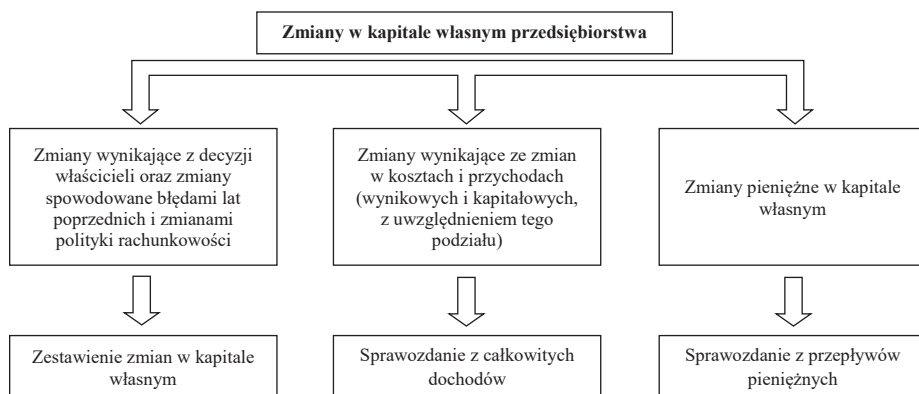 Zmiany w kapitale własnym przedsiębiorstwa
Zmiany wynikające z decyzji
właścicieli oraz zmiany
spowodowane błędami lat
poprzednich i zmianami
polityki rachunkowości
Zmiany wynikające ze zmian
w kosztach i przychodach
(wynikowych i kapitałowych,
z uwzględnieniem tego
podziału)
Zmiany pieniężne w kapitale
własnym
Zestawienie zmian w kapitale
własnym
Sprawozdanie z całkowitych
dochodów
Sprawozdanie z przepływów
pieniężnych